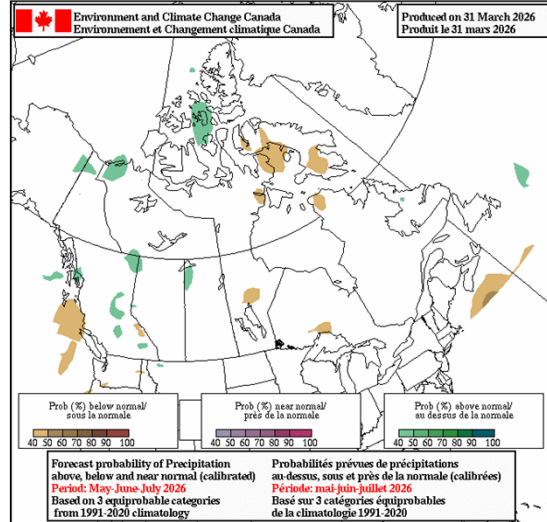 Environment and Climate Change Canada
Environnement et Changement climatique Canada
Produced on 31 March 2026
Produit le 31 mars 2026
Prob (%) below normal/
sous la normale
40 50 60 70 80 90 100
Prob (%) near normal/
près de la normale
40 50 60 70 80 90 100
Prob (%) above normal/
au dessus de la normale
40 50 60 70 80 90 100
Forecast probability of Precipitation
above, below and near normal (calibrated)
Period: May-June-July 2026
Based on 3 equiprobable categories
from 1991-2020 climatology
Probabilités prévues de précipitations
au-dessus, sous et près de la normale (calibrées)
Période: mai-juin-juillet 2026
Basé sur 3 catégories équiprobables
de la climatologie 1991-2020